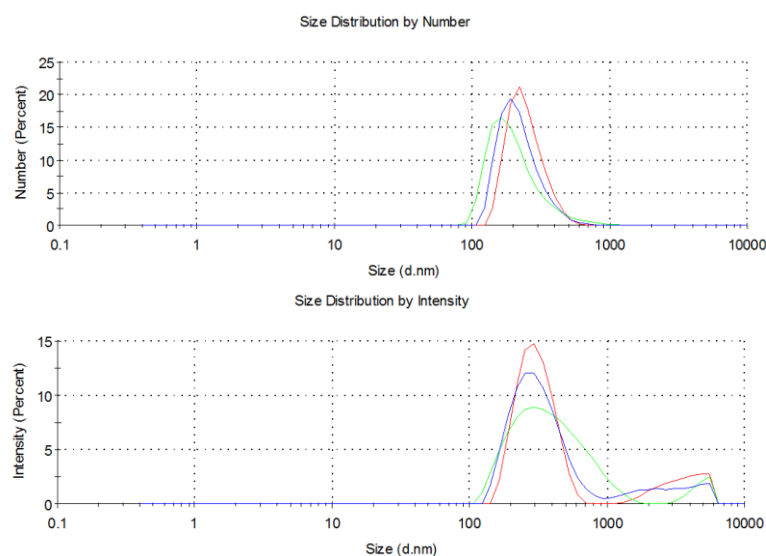 Size Distribution by Number
25
20
15
10
5
0
Number (Percent)
0.1 1 10 100 1000 10000
Size (d.nm)
Size Distribution by Intensity
15
10
5
0
Intensity (Percent)
0.1 1 10 100 1000 10000
Size (d.nm)